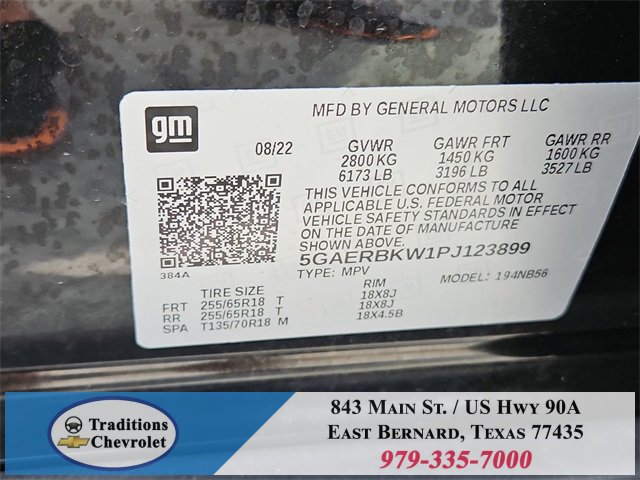 MFD BY GENERAL MOTORS LLC
gm
08/22 GVWR GAWR FRT GAWR RR
2800 KG 1450 KG 1600 KG
6173 LB 3196 LB 3527 LB
THIS VEHICLE CONFORMS TO ALL
APPLICABLE U.S. FEDERAL MOTOR
VEHICLE SAFETY STANDARDS IN EFFECT
ON THE DATE OF MANUFACTURE SHOWN ABOVE.
5GAERBKW1PJ123899
384A
TYPE: MPV MODEL: 194NB56
TIRE SIZE RIM
FRT 255/65R18 T 18X8J
RR 255/65R18 T 18X8J
SPA T135/70R18 M 18X4.5B
Traditions
Chevrolet
843 Main St. / US Hwy 90A
East Bernard, Texas 77435
979-335-7000